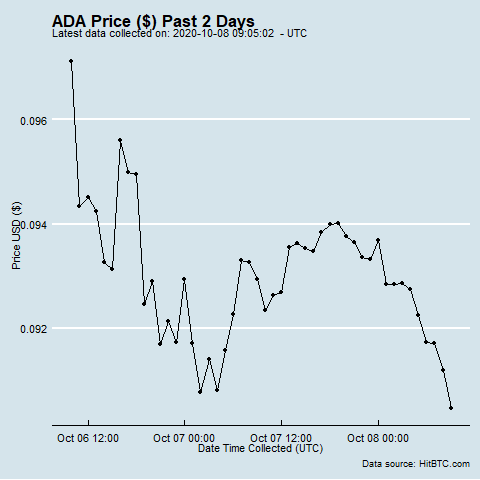 ADA Price ($) Past 2 Days
Latest data collected on: 2020-10-08 09:05:02 - UTC
0.096
0.094
0.092
Price USD ($)
Oct 06 12:00 Oct 07 00:00 Oct 07 12:00 Oct 08 00:00
Date Time Collected (UTC)
Data source: HitBTC.com